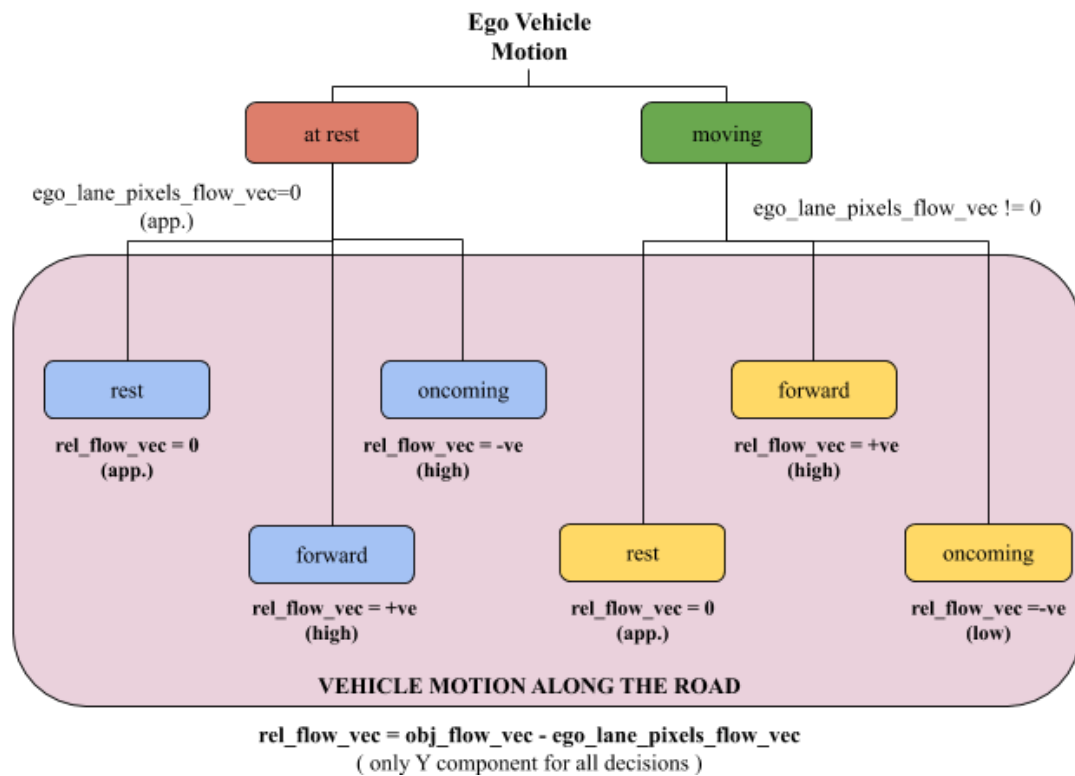 Ego Vehicle
Motion
at rest
moving
ego_lane_pixels_flow_vec=0
(app.)
ego_lane_pixels_flow_vec != 0
rest
rel_flow_vec = 0
(app.)
oncoming
rel_flow_vec = -ve
(high)
forward
rel_flow_vec = +ve
(high)
forward
rel_flow_vec = +ve
(high)
rest
rel_flow_vec = 0
(app.)
oncoming
rel_flow_vec =-ve
(low)
VEHICLE MOTION ALONG THE ROAD
rel_flow_vec = obj_flow_vec - ego_lane_pixels_flow_vec
( only Y component for all decisions )